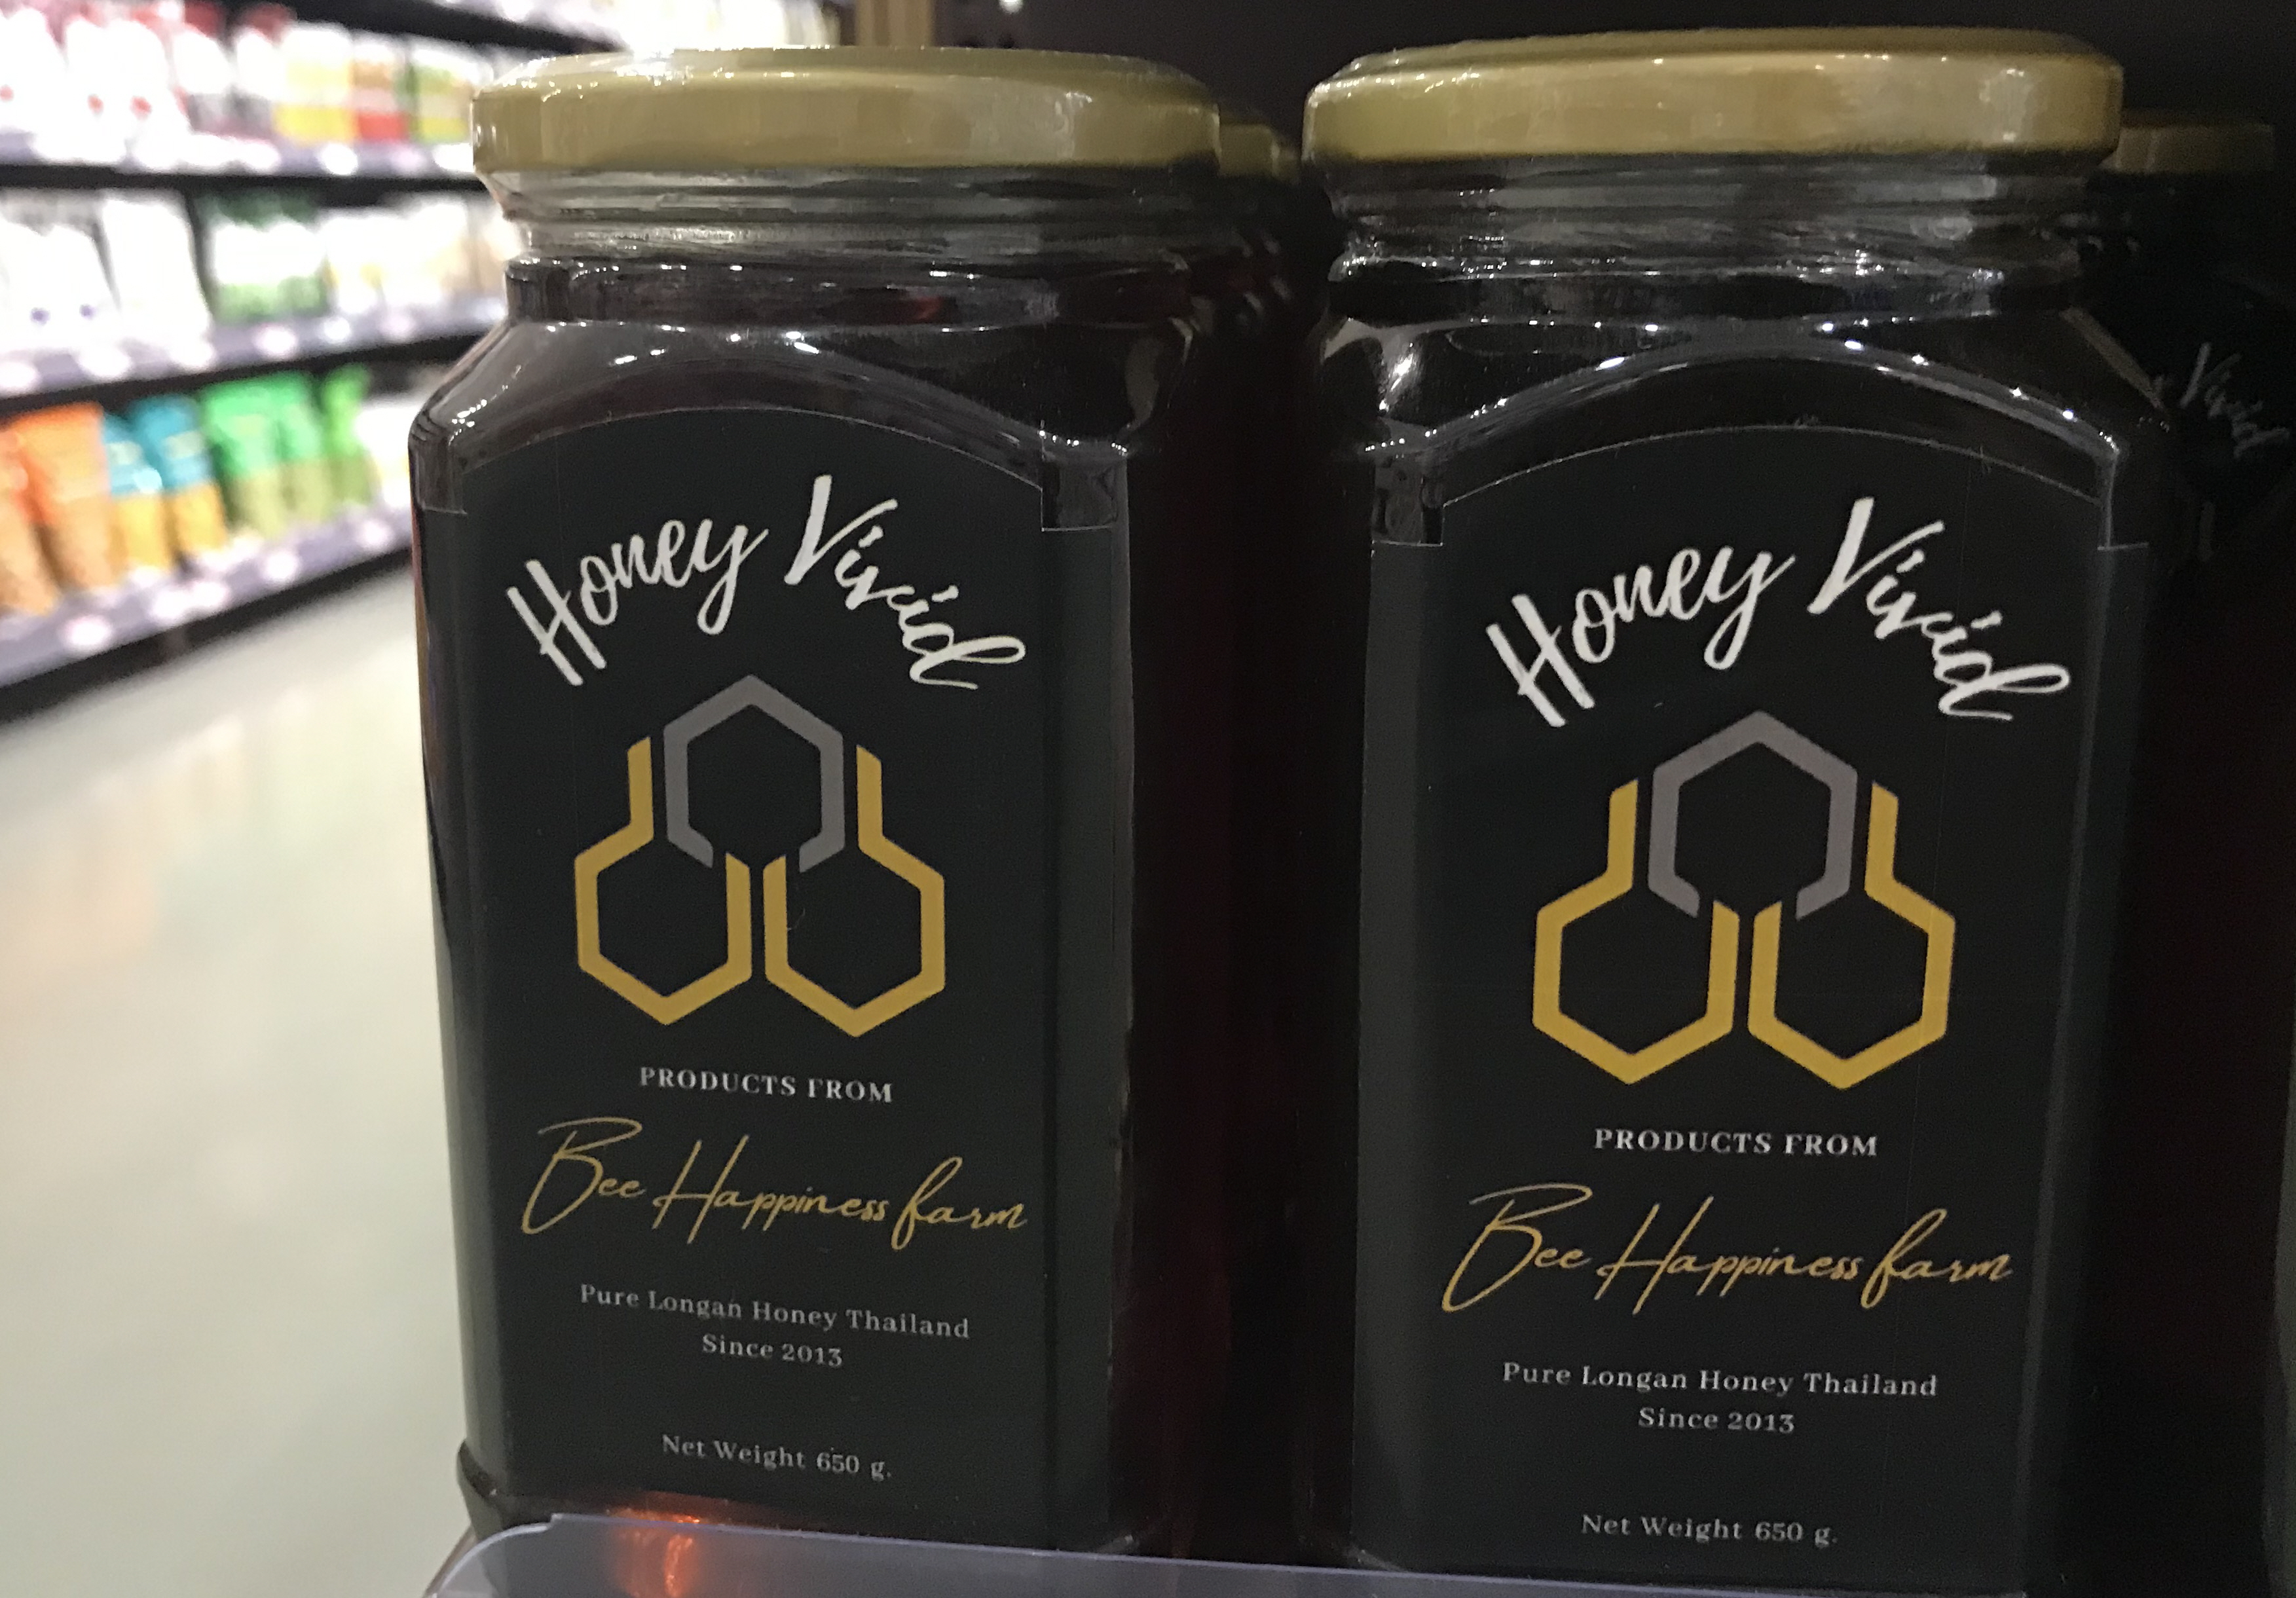 Honey Vivid
PRODUCTS FROM
Bee Happiness farm
Pure Longan Honey Thailand
Since 2013
Net Weight 650 g.
Honey Vivid
PRODUCTS FROM
Bee Happiness farm
Pure Longan Honey Thailand
Since 2013
Net Weight 650 g.
Vivid